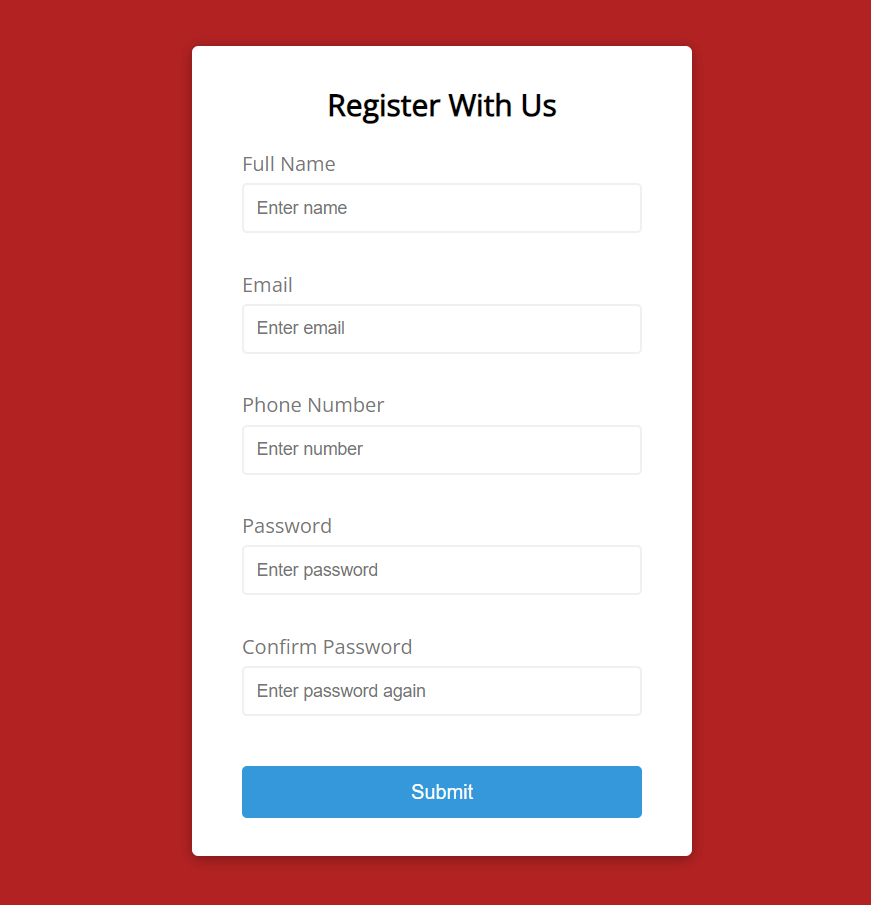 Register With Us
Full Name
Enter name
Email
Enter email
Phone Number
Enter number
Password
Enter password
Confirm Password
Enter password again
Submit